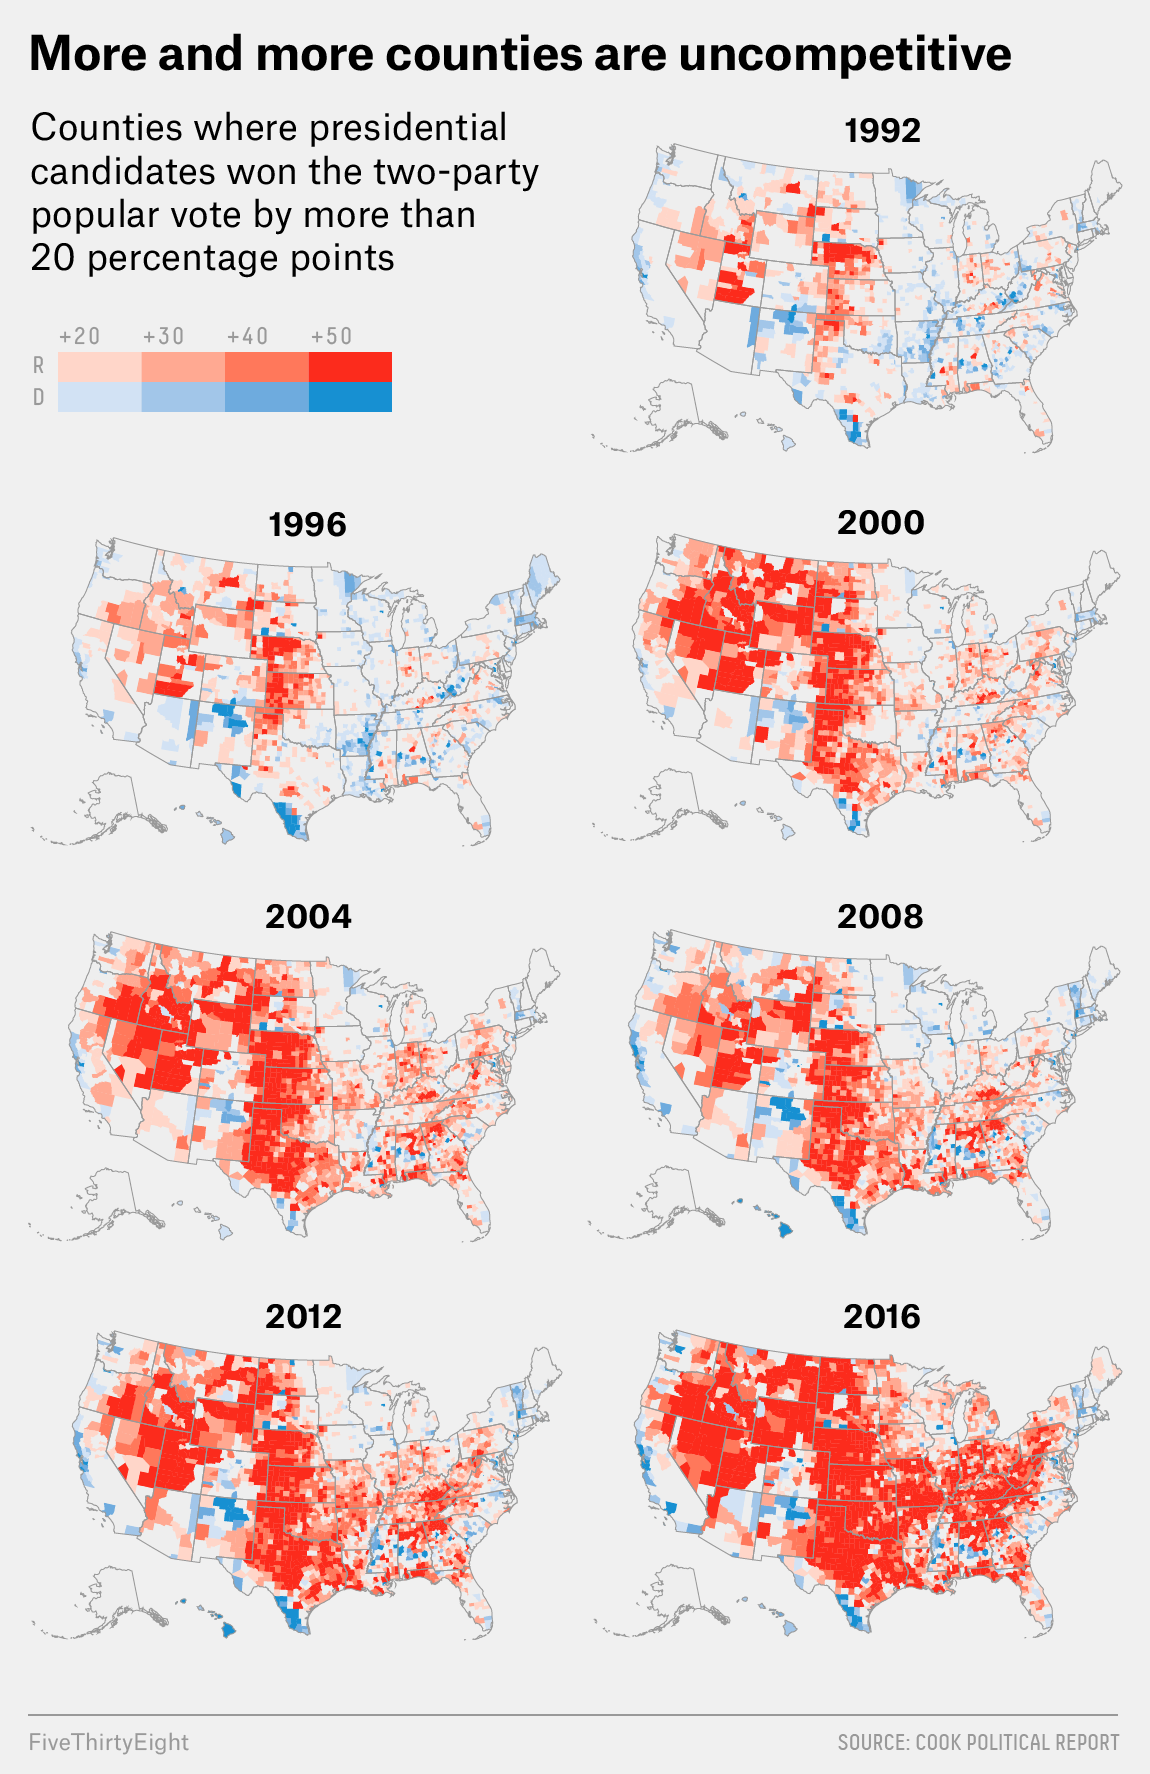 More and more counties are uncompetitive
Counties where presidential
candidates won the two-party
popular vote by more than
20 percentage points
+20 +30 +40 +50
R
D
1992
1996
2000
2004
2008
2012
2016
FiveThirtyEight
SOURCE: COOK POLITICAL REPORT